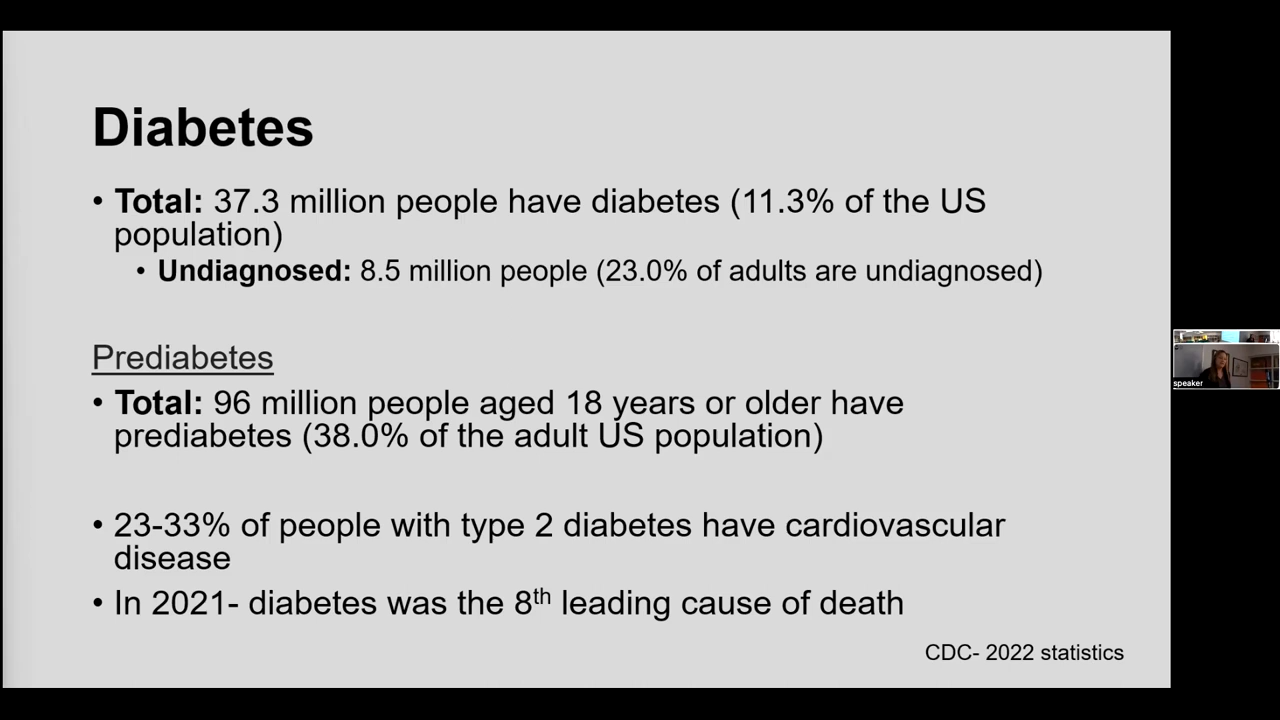 Diabetes
• Total: 37.3 million people have diabetes (11.3% of the US
population)
• Undiagnosed: 8.5 million people (23.0% of adults are undiagnosed)
Prediabetes
• Total: 96 million people aged 18 years or older have
prediabetes (38.0% of the adult US population)
• 23-33% of people with type 2 diabetes have cardiovascular
disease
• In 2021- diabetes was the 8th leading cause of death
CDC- 2022 statistics
speaker